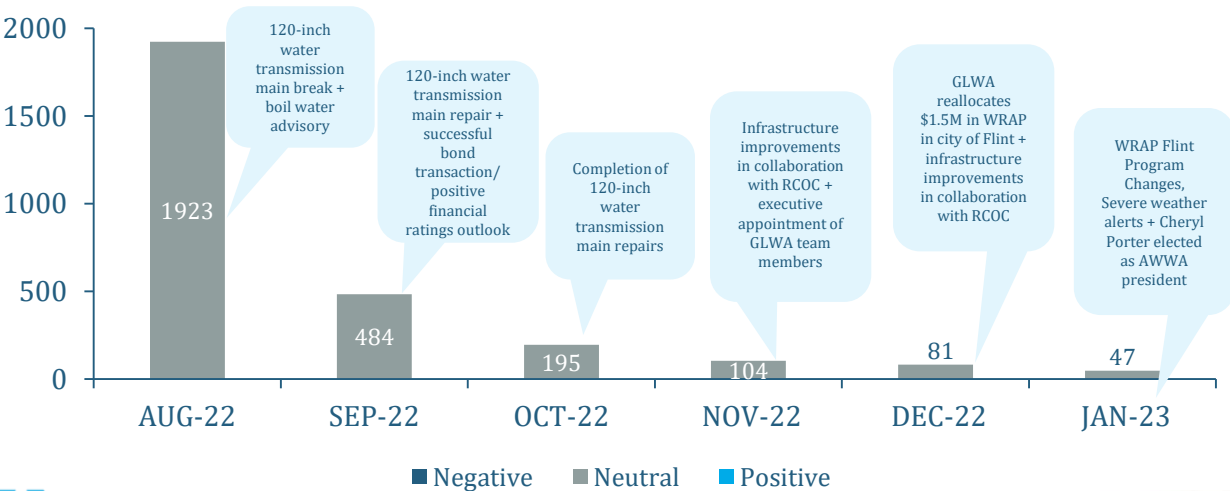 2000
1500
1000
500
0
120-inch
water
transmission
main break +
boil water
advisory
120-inch water
transmission
main repair +
successful
bond
transaction/
positive
financial
ratings outlook
Completion of
120-inch
water
transmission
main repairs
Infrastructure
improvements
in collaboration
with RCOC +
executive
appointment of
GLWA team
members
GLWA
reallocates
$1.5M in WRAP
in city of Flint +
infrastructure
improvements
in collaboration
with RCOC
WRAP Flint
Program
Changes,
Severe weather
alerts + Cheryl
Porter elected
as AWWA
president
1923
484
195
104
81
47
AUG-22
SEP-22
OCT-22
NOV-22
DEC-22
JAN-23
Negative
Neutral
Positive